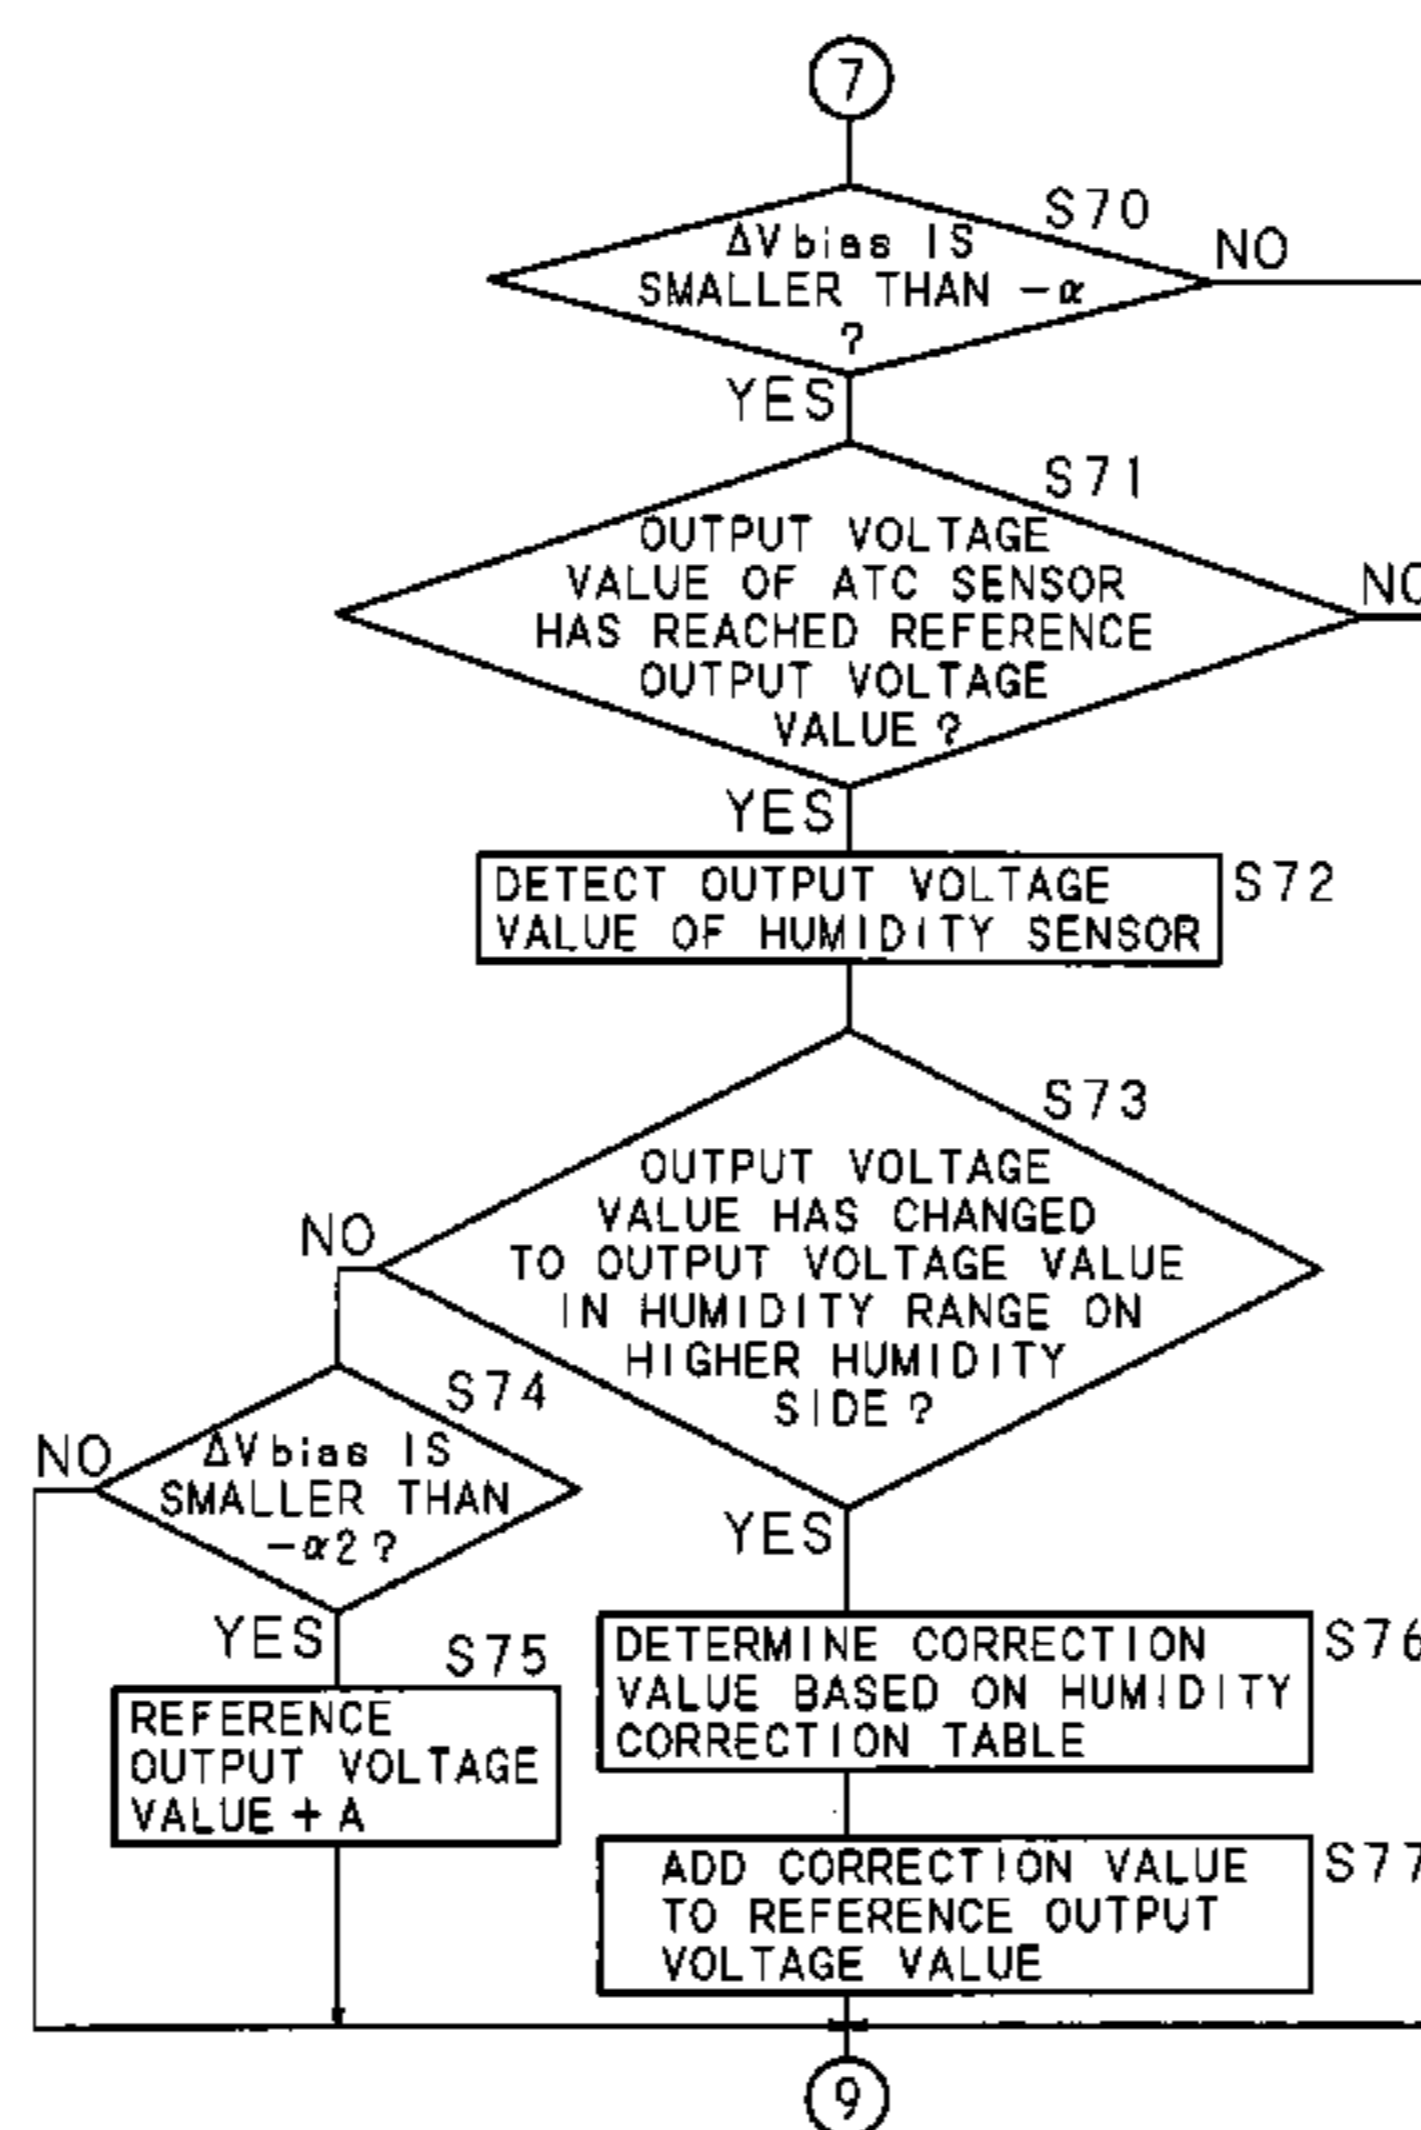 7
S70
ΔVbias IS
SMALLER THAN -α
?
NO
YES
S71
OUTPUT VOLTAGE
VALUE OF ATC SENSOR
HAS REACHED REFERENCE
OUTPUT VOLTAGE
VALUE?
NO
YES
DETECT OUTPUT VOLTAGE
VALUE OF HUMIDITY SENSOR
S72
S73
OUTPUT VOLTAGE
VALUE HAS CHANGED
TO OUTPUT VOLTAGE VALUE
IN HUMIDITY RANGE ON
HIGHER HUMIDITY
SIDE?
NO
S74
ΔVbias IS
SMALLER THAN
-α2?
NO
YES
YES
S75
REFERENCE
OUTPUT VOLTAGE
VALUE + A
DETERMINE CORRECTION
VALUE BASED ON HUMIDITY
CORRECTION TABLE
S76
ADD CORRECTION VALUE
TO REFERENCE OUTPUT
VOLTAGE VALUE
S77
9